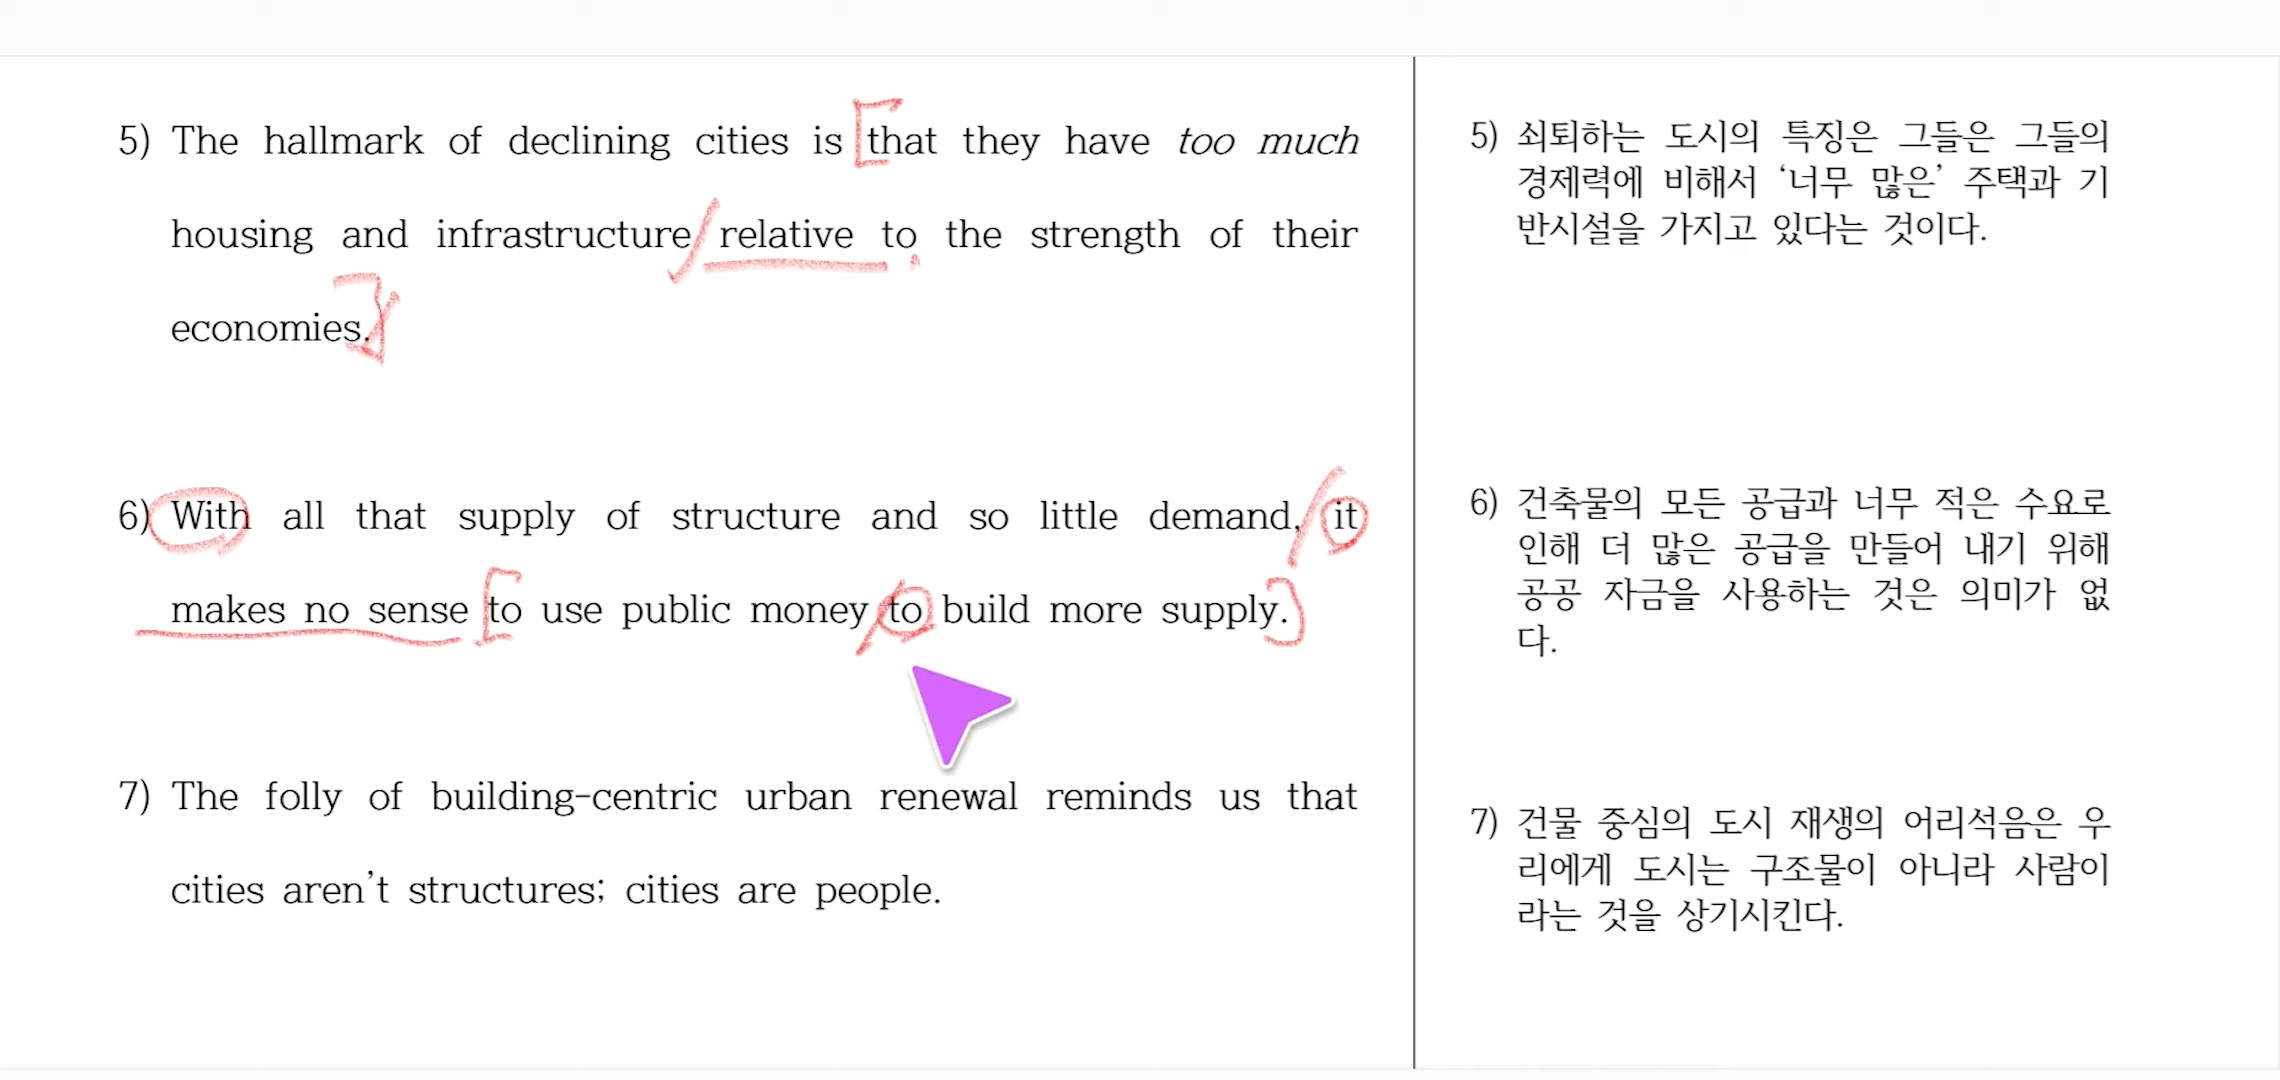 5) The hallmark of declining cities is that they have too much
housing and infrastructure relative to the strength of their
economies.
6) With all that supply of structure and so little demand, it
makes no sense to use public money to build more supply.
7) The folly of building-centric urban renewal reminds us that
cities aren't structures; cities are people.
5) 쇠퇴하는 도시의 특징은 그들은 그들의
경제력에 비해서 ‘너무 많은’ 주택과 기
반시설을 가지고 있다는 것이다.
6) 건축물의 모든 공급과 너무 적은 수요로
인해 더 많은 공급을 만들어 내기 위해
공공 자금을 사용하는 것은 의미가 없
다.
7) 건물 중심의 도시 재생의 어리석음은 우
리에게 도시는 구조물이 아니라 사람이
라는 것을 상기시킨다.